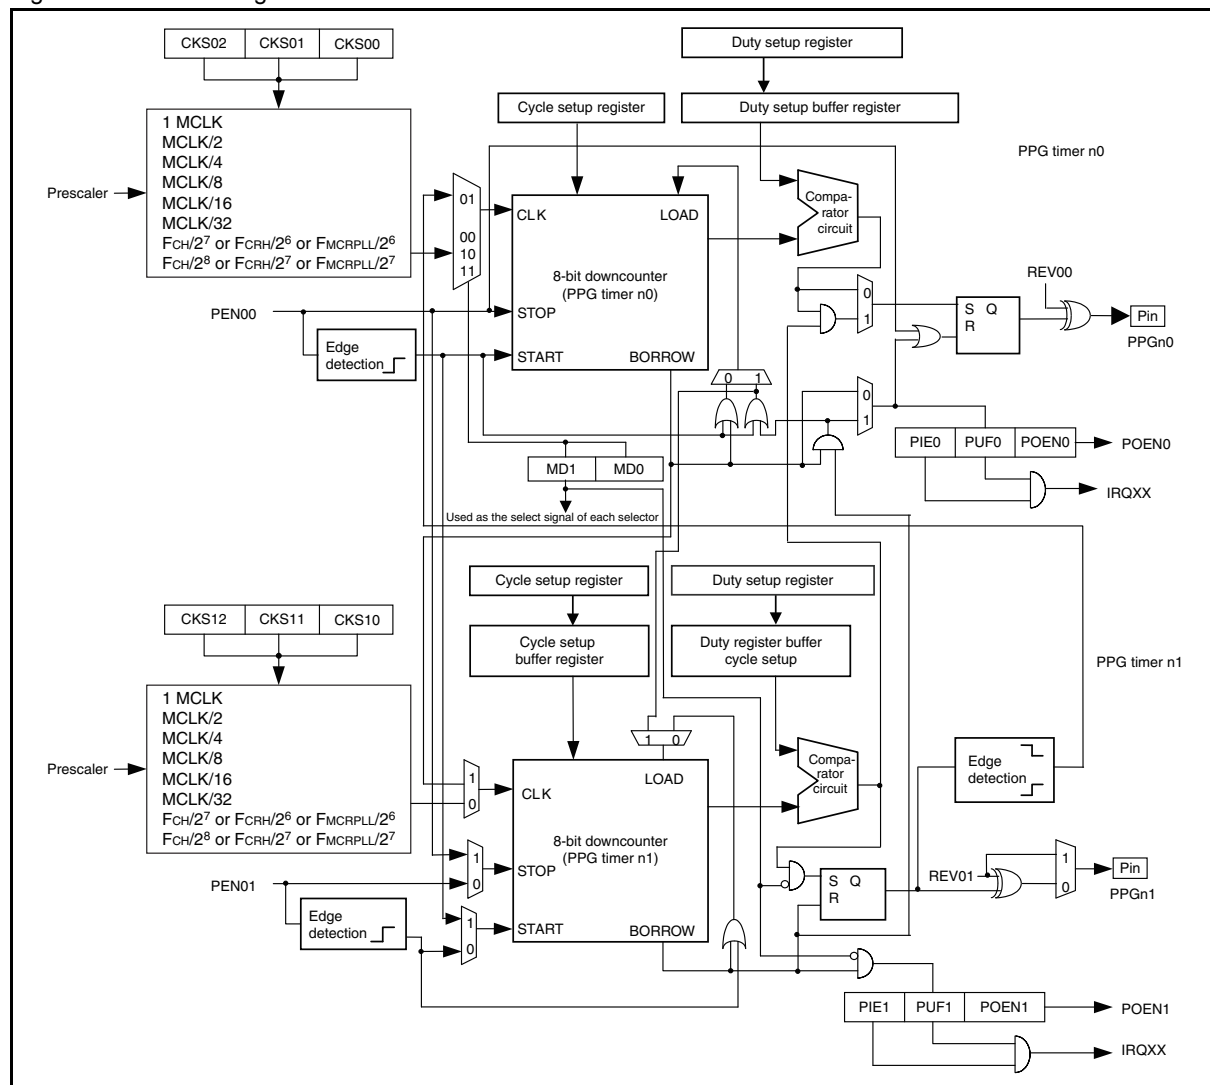 CKS02 CKS01 CKS00
Duty setup register
Cycle setup register
Duty setup buffer register
1 MCLK
MCLK/2
MCLK/4
MCLK/8
MCLK/16
MCLK/32
FCH/2^7 or FCRH/2^6 or FMCRPLL/2^6
FCH/2^8 or FCRH/2^7 or FMCRPLL/2^7
Prescaler
PPG timer n0
01
00
10
11
CLK
LOAD
8-bit downcounter
(PPG timer n0)
STOP
START
BORROW
Compa-
rator
circuit
PEN00
Edge
detection
0
1
S Q
R
REV00
Pin
PPGn0
0 1
0
1
PIE0 PUF0 POEN0
POEN0
IRQXX
MD1 MD0
Used as the select signal of each selector
Cycle setup register
Duty setup register
CKS12 CKS11 CKS10
Cycle setup
buffer register
Duty register buffer
cycle setup
PPG timer n1
1 MCLK
MCLK/2
MCLK/4
MCLK/8
MCLK/16
MCLK/32
FCH/2^7 or FCRH/2^6 or FMCRPLL/2^6
FCH/2^8 or FCRH/2^7 or FMCRPLL/2^7
Prescaler
1 0
1
0
CLK
LOAD
8-bit downcounter
(PPG timer n1)
STOP
START
BORROW
Compa-
rator
circuit
Edge
detection
1
0
PEN01
Edge
detection
1
0
S Q
R
REV01
1
0
Pin
PPGn1
PIE1 PUF1 POEN1
POEN1
IRQXX